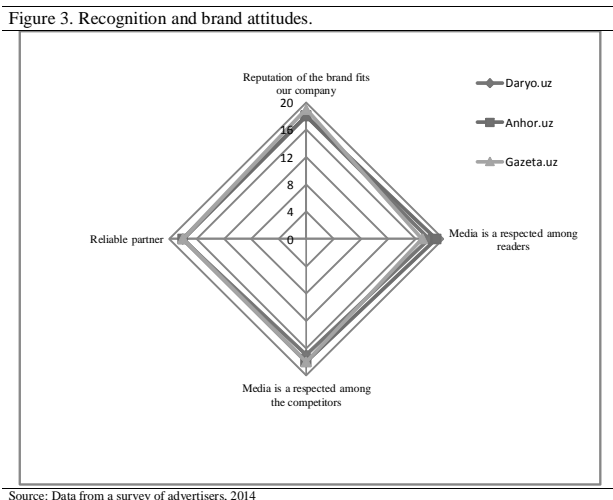 Figure 3. Recognition and brand attitudes.
Reputation of the brand fits
our company
20
16
12
8
4
0
Daryo.uz
Anhor.uz
Gazeta.uz
Reliable partner
Media is a respected among
readers
Media is a respected among
the competitors
Source: Data from a survey of advertisers, 2014